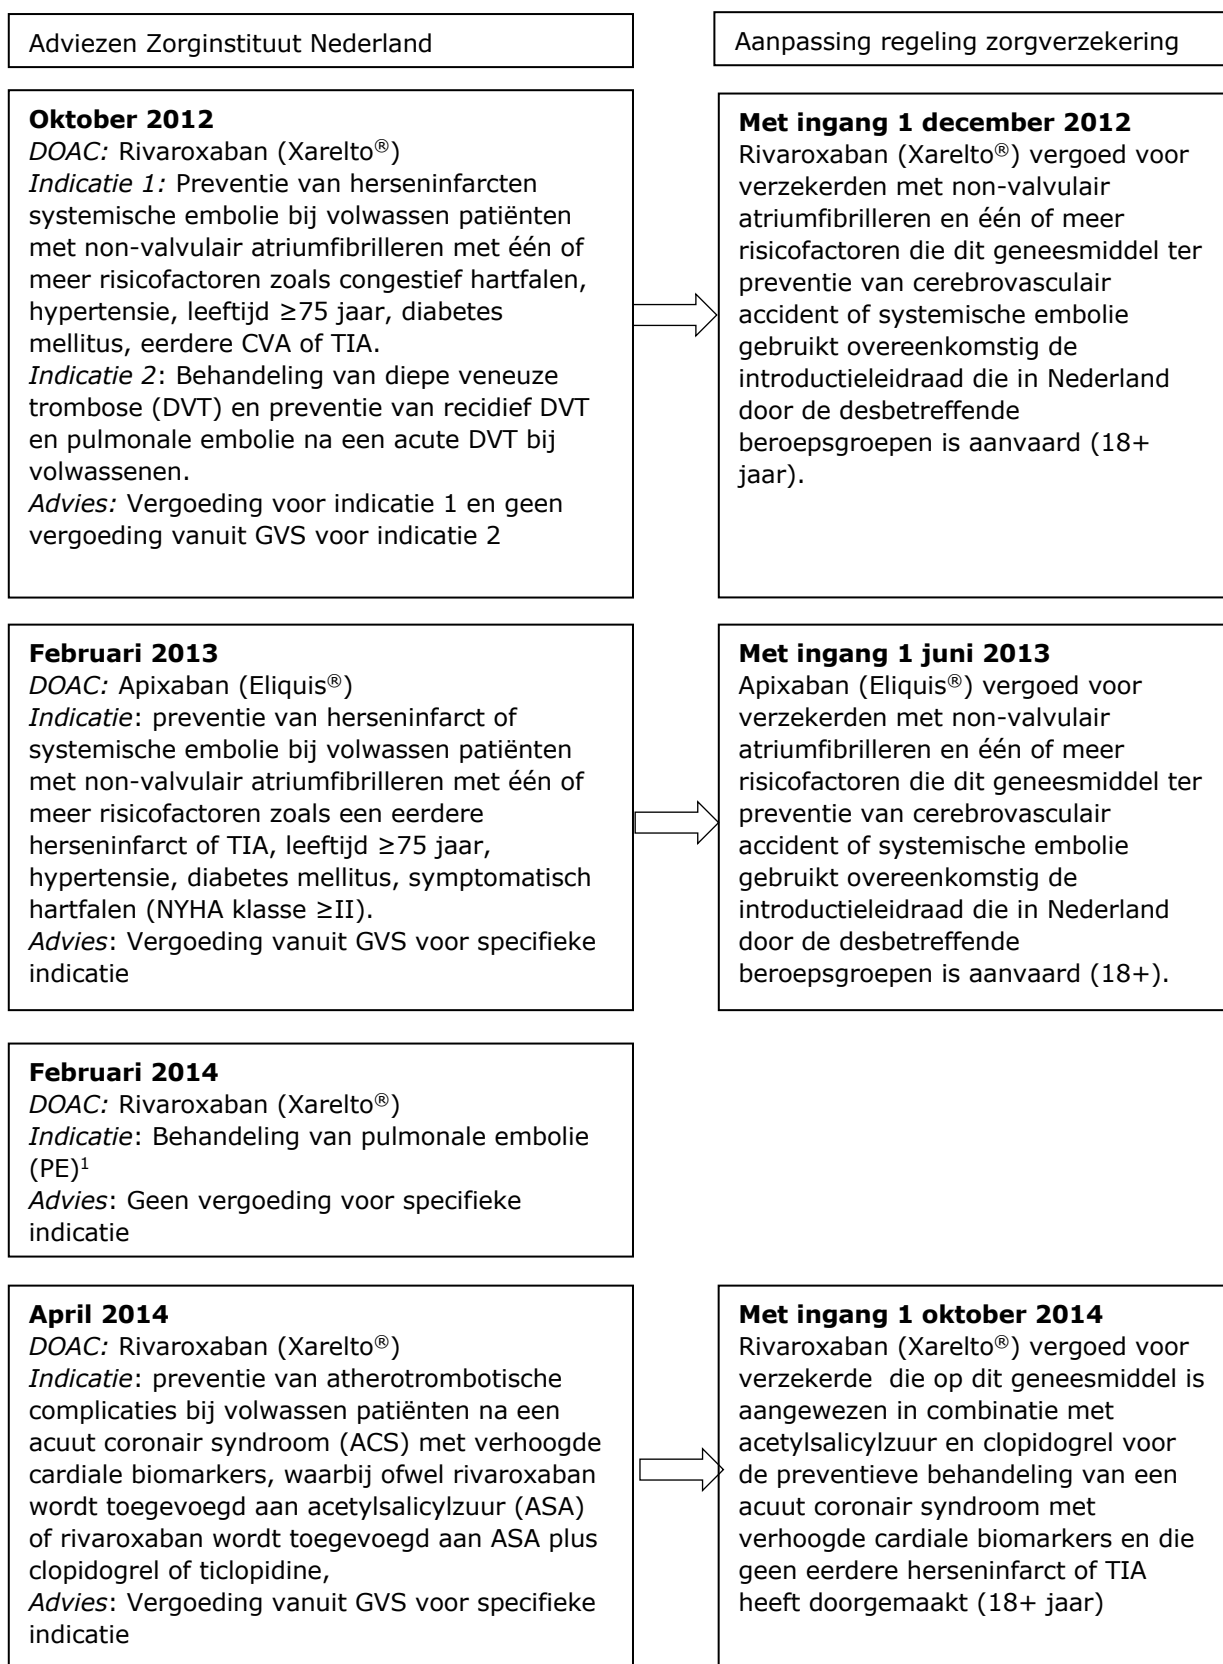 Adviezen Zorginstituut Nederland
Aanpassing regeling zorgverzekering
Oktober 2012
DOAC: Rivaroxaban (Xarelto®)
Indicatie 1: Preventie van herseninfarcten
systemische embolie bij volwassen patiënten
met non-valvulair atriumfibrilleren met één of
meer risicofactoren zoals congestief hartfalen,
hypertensie, leeftijd ≥75 jaar, diabetes
mellitus, eerdere CVA of TIA.
Indicatie 2: Behandeling van diepe veneuze
trombose (DVT) en preventie van recidief DVT
en pulmonale embolie na een acute DVT bij
volwassenen.
Advies: Vergoeding voor indicatie 1 en geen
vergoeding vanuit GVS voor indicatie 2
Met ingang 1 december 2012
Rivaroxaban (Xarelto®) vergoed voor
verzekerden met non-valvulair
atriumfibrilleren en één of meer
risicofactoren die dit geneesmiddel ter
preventie van cerebrovasculair
accident of systemische embolie
gebruikt overeenkomstig de
introductieleidraad die in Nederland
door de desbetreffende
beroepsgroepen is aanvaard (18+
jaar).
Februari 2013
DOAC: Apixaban (Eliquis®)
Indicatie: preventie van herseninfarct of
systemische embolie bij volwassen patiënten
met non-valvulair atriumfibrilleren met één of
meer risicofactoren zoals een eerdere
herseninfarct of TIA, leeftijd ≥75 jaar,
hypertensie, diabetes mellitus, symptomatisch
hartfalen (NYHA klasse ≥II).
Advies: Vergoeding vanuit GVS voor specifieke
indicatie
Met ingang 1 juni 2013
Apixaban (Eliquis®) vergoed voor
verzekerden met non-valvulair
atriumfibrilleren en één of meer
risicofactoren die dit geneesmiddel ter
preventie van cerebrovasculair
accident of systemische embolie
gebruikt overeenkomstig de
introductieleidraad die in Nederland
door de desbetreffende
beroepsgroepen is aanvaard (18+).
Februari 2014
DOAC: Rivaroxaban (Xarelto®)
Indicatie: Behandeling van pulmonale embolie
(PE)¹
Advies: Geen vergoeding voor specifieke
indicatie
April 2014
DOAC: Rivaroxaban (Xarelto®)
Indicatie: preventie van atherotrombotische
complicaties bij volwassen patiënten na een
acuut coronair syndroom (ACS) met verhoogde
cardiale biomarkers, waarbij ofwel rivaroxaban
wordt toegevoegd aan acetylsalicylzuur (ASA)
of rivaroxaban wordt toegevoegd aan ASA plus
clopidogrel of ticlopidine,
Advies: Vergoeding vanuit GVS voor specifieke
indicatie
Met ingang 1 oktober 2014
Rivaroxaban (Xarelto®) vergoed voor
verzekerde die op dit geneesmiddel is
aangewezen in combinatie met
acetylsalicylzuur en clopidogrel voor
de preventieve behandeling van een
acuut coronair syndroom met
verhoogde cardiale biomarkers en die
geen eerdere herseninfarct of TIA
heeft doorgemaakt (18+ jaar)